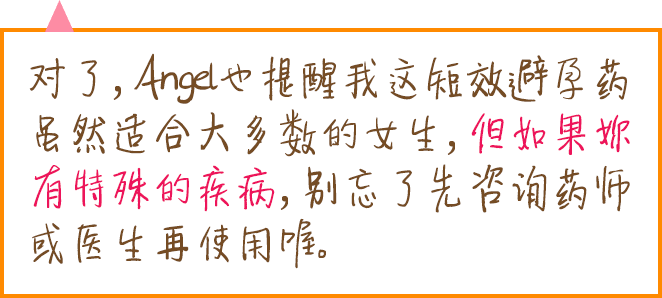 对了,Angel也提醒我这短效避孕药
虽然适合大多数的女生,但如果妳
有特殊的疾病,别忘了先咨询药师
或医生再使用喔。